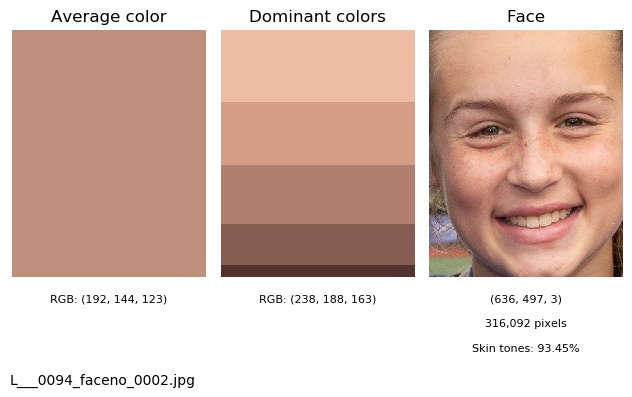 Average color
Dominant colors
Face
RGB: (192, 144, 123)
RGB: (238, 188, 163)
(636, 497, 3)
316,092 pixels
Skin tones: 93.45%
L___0094_faceno_0002.jpg